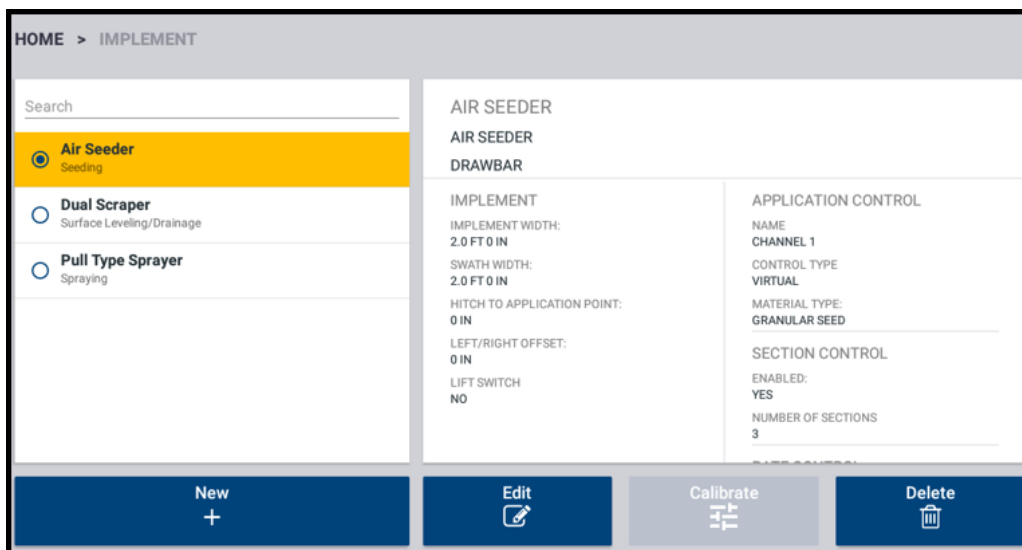 HOME > IMPLEMENT
Search
Air Seeder
Seeding
Dual Scraper
Surface Leveling/Drainage
Pull Type Sprayer
Spraying
AIR SEEDER
AIR SEEDER
DRAWBAR
IMPLEMENT
IMPLEMENT WIDTH:
2.0 FT 0 IN
SWATH WIDTH:
2.0 FT 0 IN
HITCH TO APPLICATION POINT:
0 IN
LEFT/RIGHT OFFSET:
0 IN
LIFT SWITCH
NO
APPLICATION CONTROL
NAME
CHANNEL 1
CONTROL TYPE
VIRTUAL
MATERIAL TYPE:
GRANULAR SEED
SECTION CONTROL
ENABLED:
YES
NUMBER OF SECTIONS
3
New
Edit
Calibrate
Delete